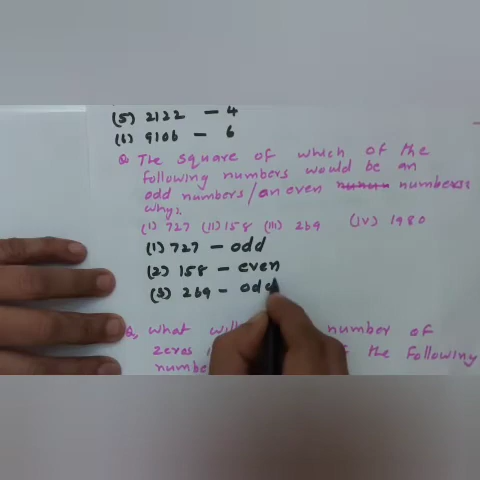 (5) 2122 - 4
(6) 9106 - 6
Q The square of which of the
following numbers would be an
odd numbers/an even numbers:
why:
(i) 727 (ii) 158 (iii) 269 (iv) 1980
(1) 727 - odd
(2) 158 - even
(3) 269 - odd
Q, what number of
zeres the following